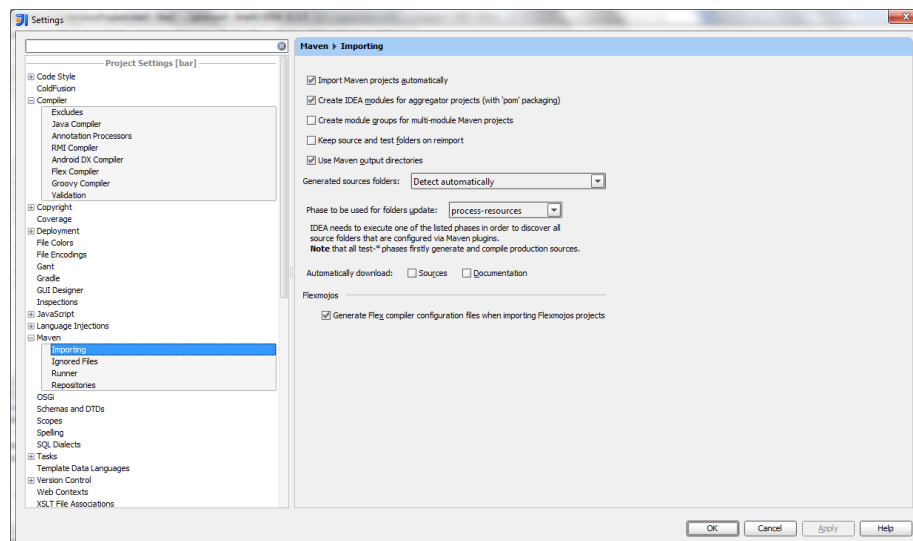 Settings
Project Settings [bar]
Code Style
ColdFusion
Compiler
Excludes
Java Compiler
Annotation Processors
RMI Compiler
Android DX Compiler
Flex Compiler
Groovy Compiler
Validation
Copyright
Coverage
Deployment
File Colors
File Encodings
Gant
Gradle
GUI Designer
Inspections
JavaScript
Language Injections
Maven
Importing
Ignored Files
Runner
Repositories
OSGi
Schemas and DTDs
Scopes
Spelling
SQL Dialects
Tasks
Template Data Languages
Version Control
Web Contexts
XSLT File Associations
Maven › Importing
Import Maven projects automatically
Create IDEA modules for aggregator projects (with 'pom' packaging)
Create module groups for multi-module Maven projects
Keep source and test folders on reimport
Use Maven output directories
Generated sources folders: Detect automatically
Phase to be used for folders update: process-resources
IDEA needs to execute one of the listed phases in order to discover all
source folders that are configured via Maven plugins.
Note that all test-* phases firstly generate and compile production sources.
Automatically download: Sources Documentation
Flexmojos
Generate Flex compiler configuration files when importing Flexmojos projects
OK Cancel Apply Help